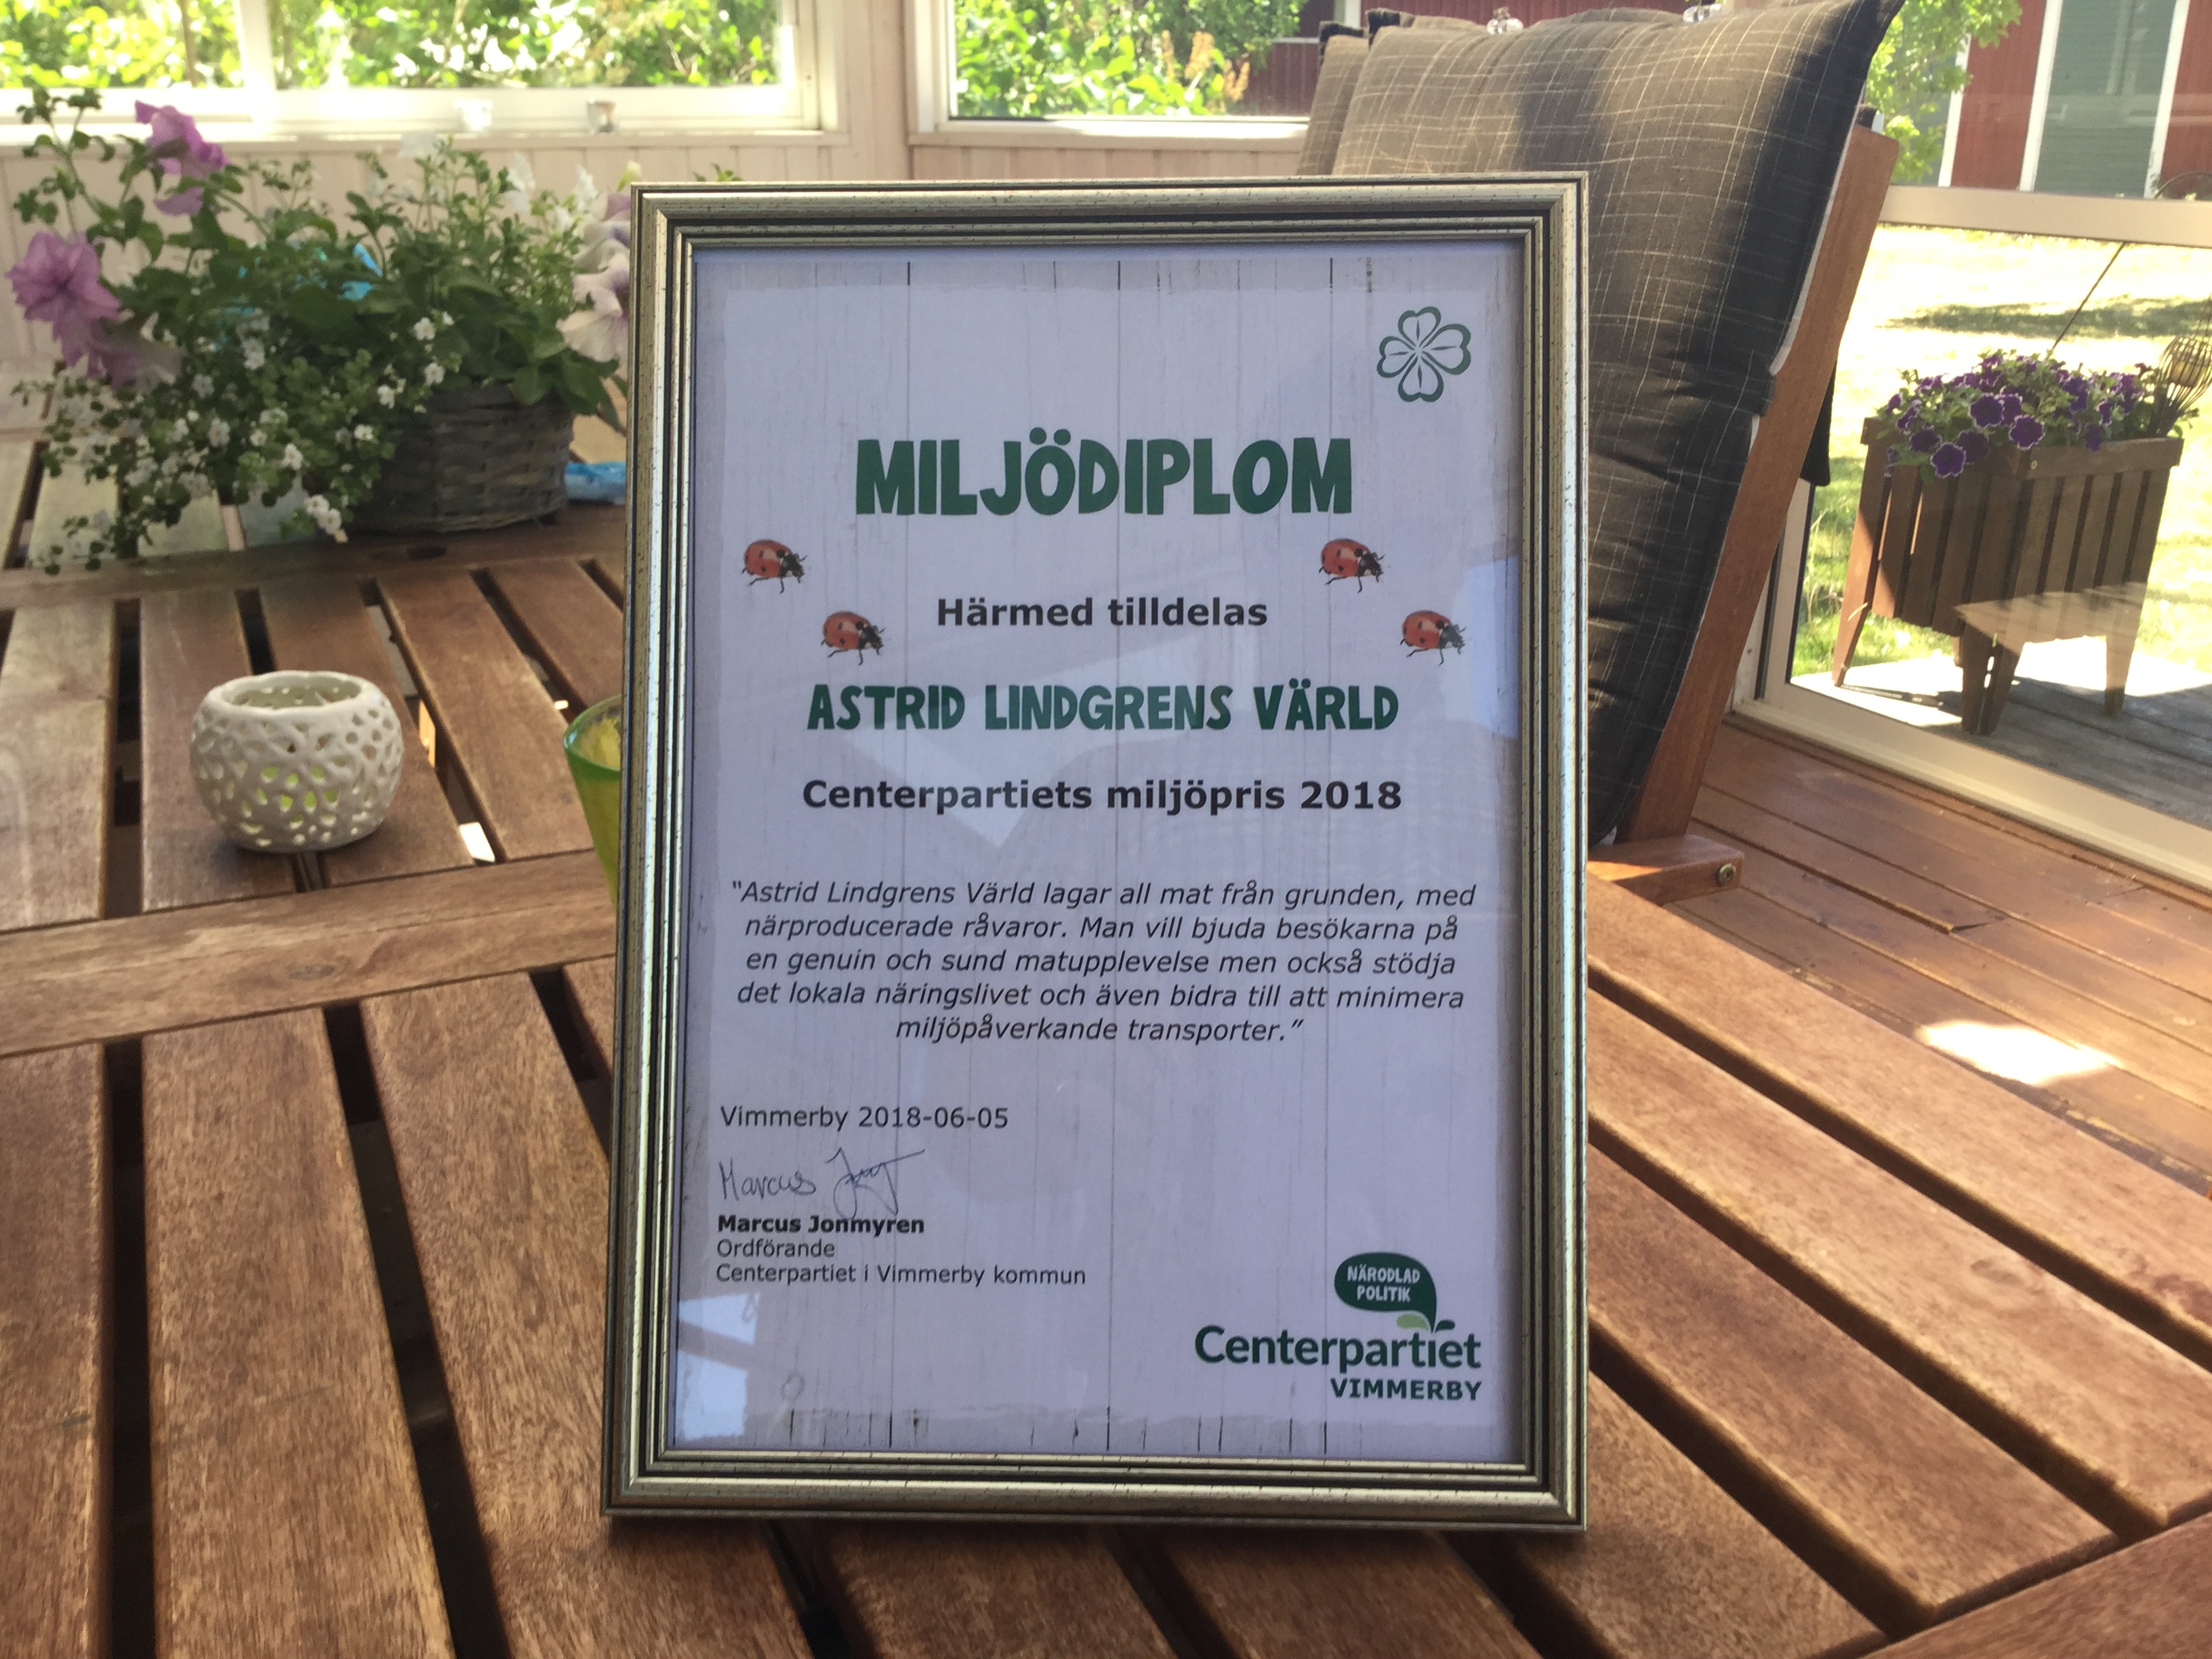 MILJÖDIPLOM
Härmed tilldelas
ASTRID LINDGRENS VÄRLD
Centerpartiets miljöpris 2018
"Astrid Lindgrens Värld lagar all mat från grunden, med
närproducerade råvaror. Man vill bjuda besökarna på
en genuin och sund matupplevelse men också stödja
det lokala näringslivet och även bidra till att minimera
miljöpåverkande transporter."
Vimmerby 2018-06-05
Marcus
Marcus Jonmyren
Ordförande
Centerpartiet i Vimmerby kommun
NÄRODLAD
POLITIK
Centerpartiet
VIMMERBY